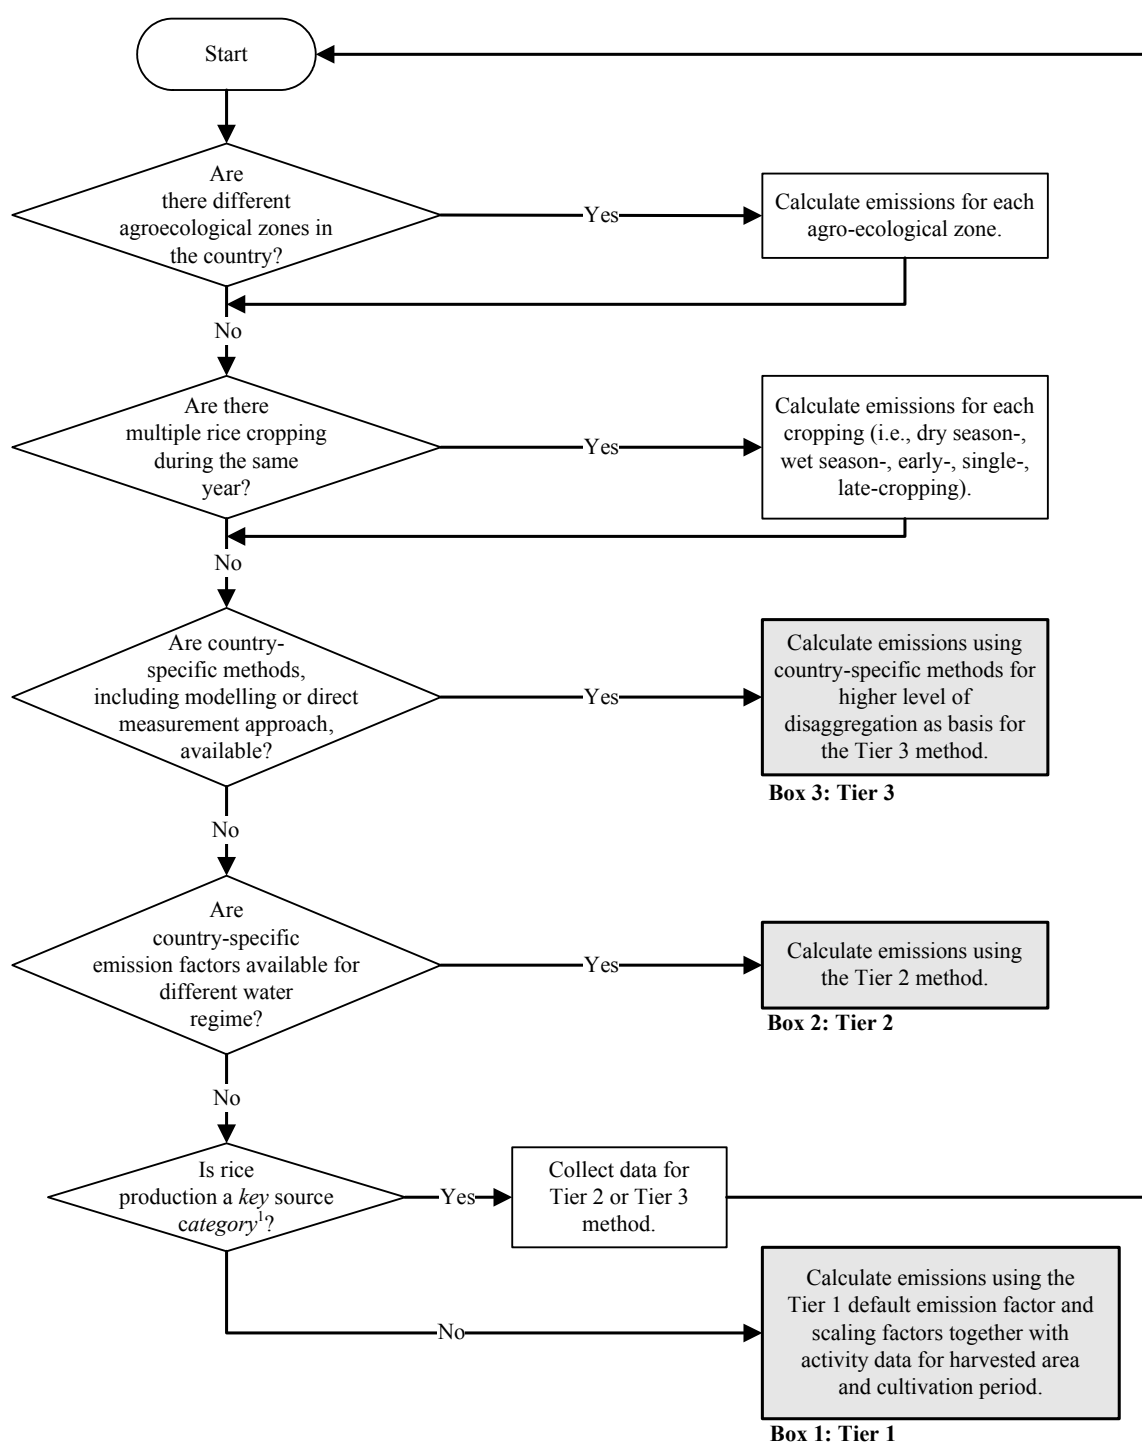 Start
Are
there different
agroecological zones in
the country?
Yes
Calculate emissions for each
agro-ecological zone.
No
Are there
multiple rice cropping
during the same
year?
Yes
Calculate emissions for each
cropping (i.e., dry season-,
wet season-, early-, single-,
late-cropping).
No
Are country-
specific methods,
including modelling or direct
measurement approach,
available?
Yes
Calculate emissions using
country-specific methods for
higher level of
disaggregation as basis for
the Tier 3 method.
Box 3: Tier 3
No
Are
country-specific
emission factors available for
different water
regime?
Yes
Calculate emissions using
the Tier 2 method.
Box 2: Tier 2
No
Is rice
production a key source
category¹?
Yes
Collect data for
Tier 2 or Tier 3
method.
No
Calculate emissions using the
Tier 1 default emission factor and
scaling factors together with
activity data for harvested area
and cultivation period.
Box 1: Tier 1